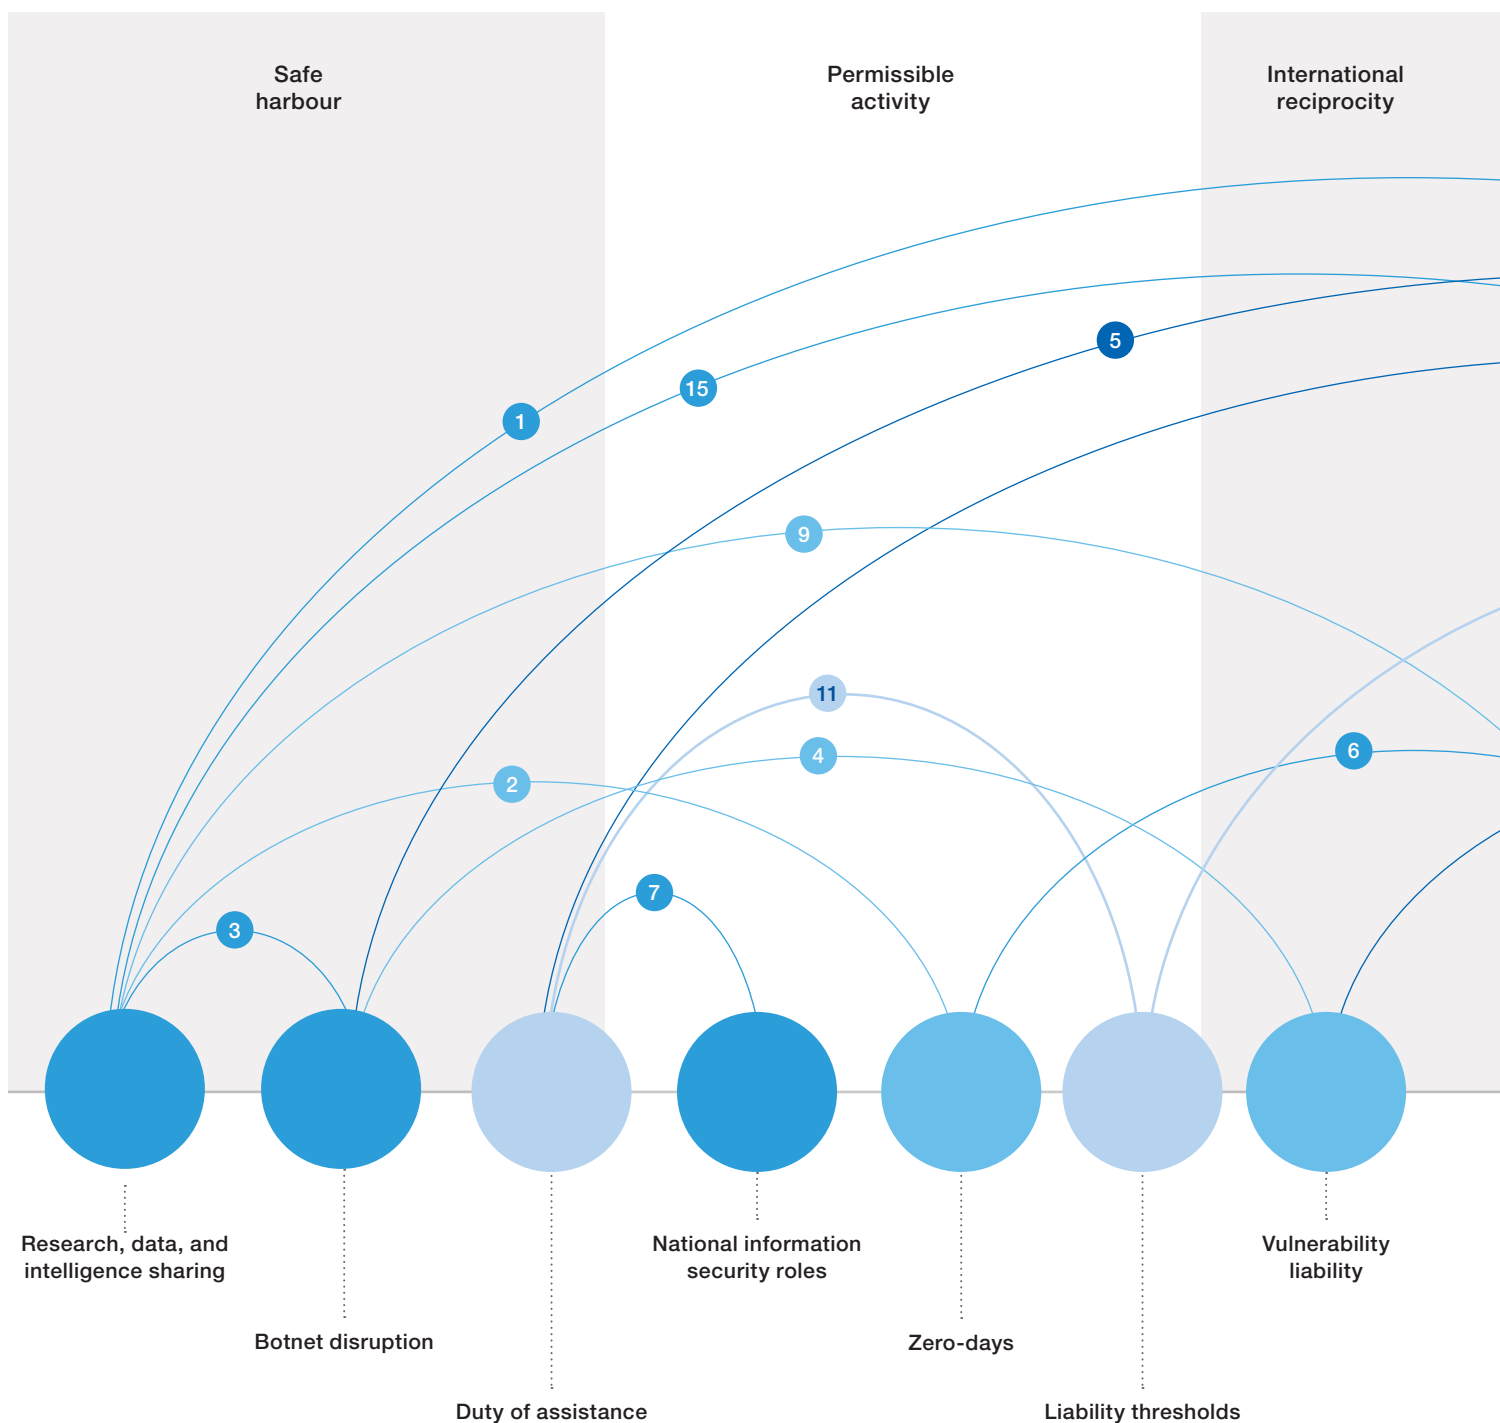 Safe
harbour
Permissible
activity
International
reciprocity
1
15
5
9
11
2
4
6
7
3
Research, data, and
intelligence sharing
Botnet disruption
Duty of assistance
National information
security roles
Zero-days
Liability thresholds
Vulnerability
liability